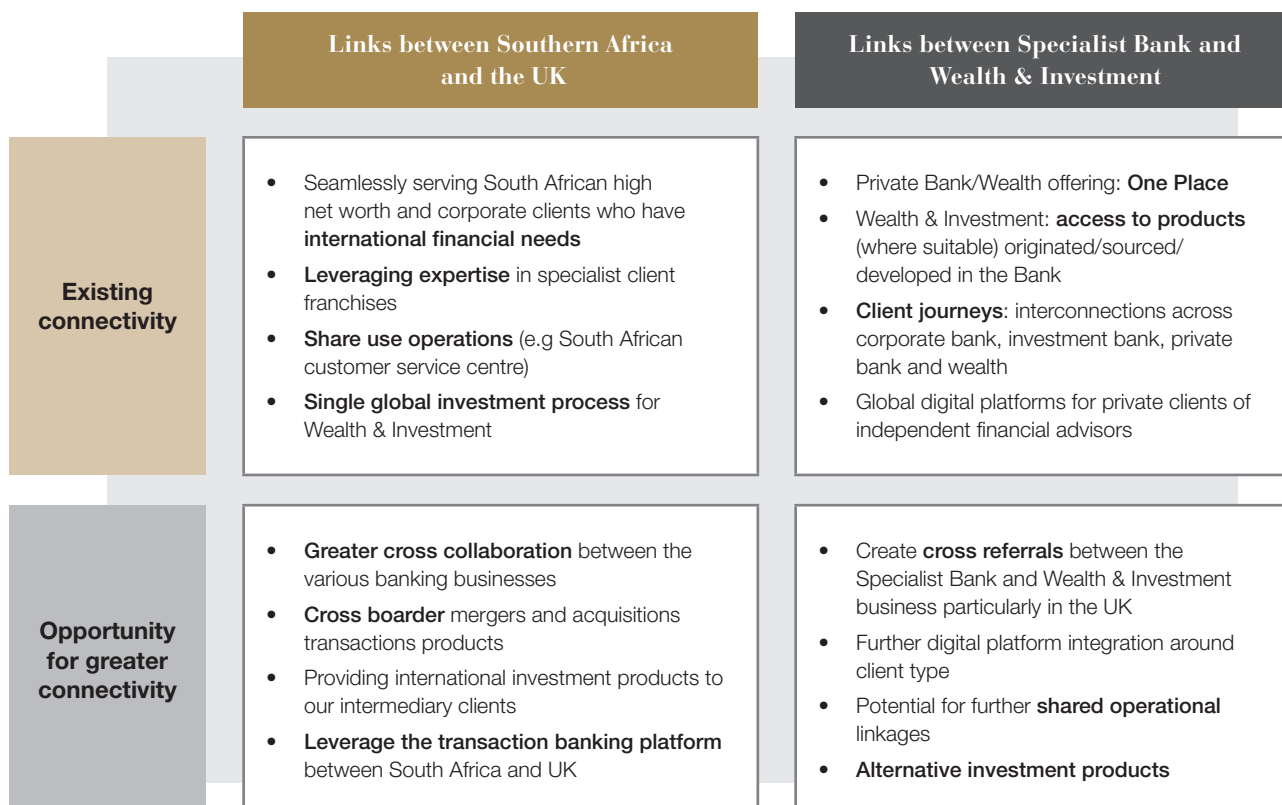 Links between Southern Africa
and the UK
Links between Specialist Bank and
Wealth & Investment
Existing
connectivity
• Seamlessly serving South African high
net worth and corporate clients who have
international financial needs
• Leveraging expertise in specialist client
franchises
• Share use operations (e.g South African
customer service centre)
• Single global investment process for
Wealth & Investment
• Private Bank/Wealth offering: One Place
• Wealth & Investment: access to products
(where suitable) originated/sourced/
developed in the Bank
• Client journeys: interconnections across
corporate bank, investment bank, private
bank and wealth
• Global digital platforms for private clients of
independent financial advisors
Opportunity
for greater
connectivity
• Greater cross collaboration between the
various banking businesses
• Cross boarder mergers and acquisitions
transactions products
• Providing international investment products to
our intermediary clients
• Leverage the transaction banking platform
between South Africa and UK
• Create cross referrals between the
Specialist Bank and Wealth & Investment
business particularly in the UK
• Further digital platform integration around
client type
• Potential for further shared operational
linkages
• Alternative investment products